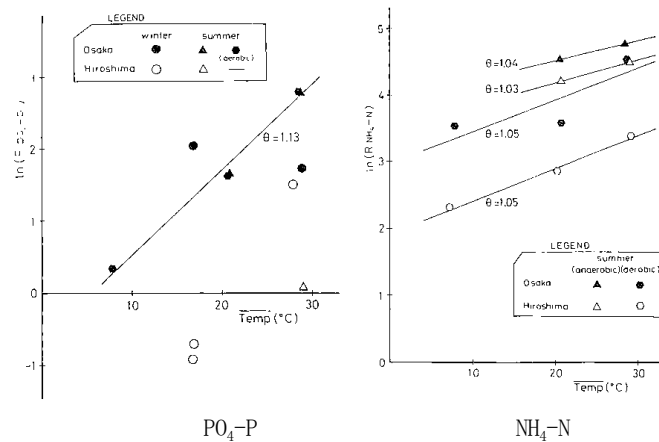 LEGEND
winter summer
Osaka (aerobic)
Hiroshima
θ=1.13
10 20 30
Temp (°C)
2
1
0
-1
PO₄-P
ln (R NH₄-N)
5
4
3
2
1
0
θ=1.04
θ=1.03
θ=1.05
θ=1.05
LEGEND
summer
(anaerobic)
Osaka
Hiroshima
10 20 30
Temp (°C)
NH₄-N